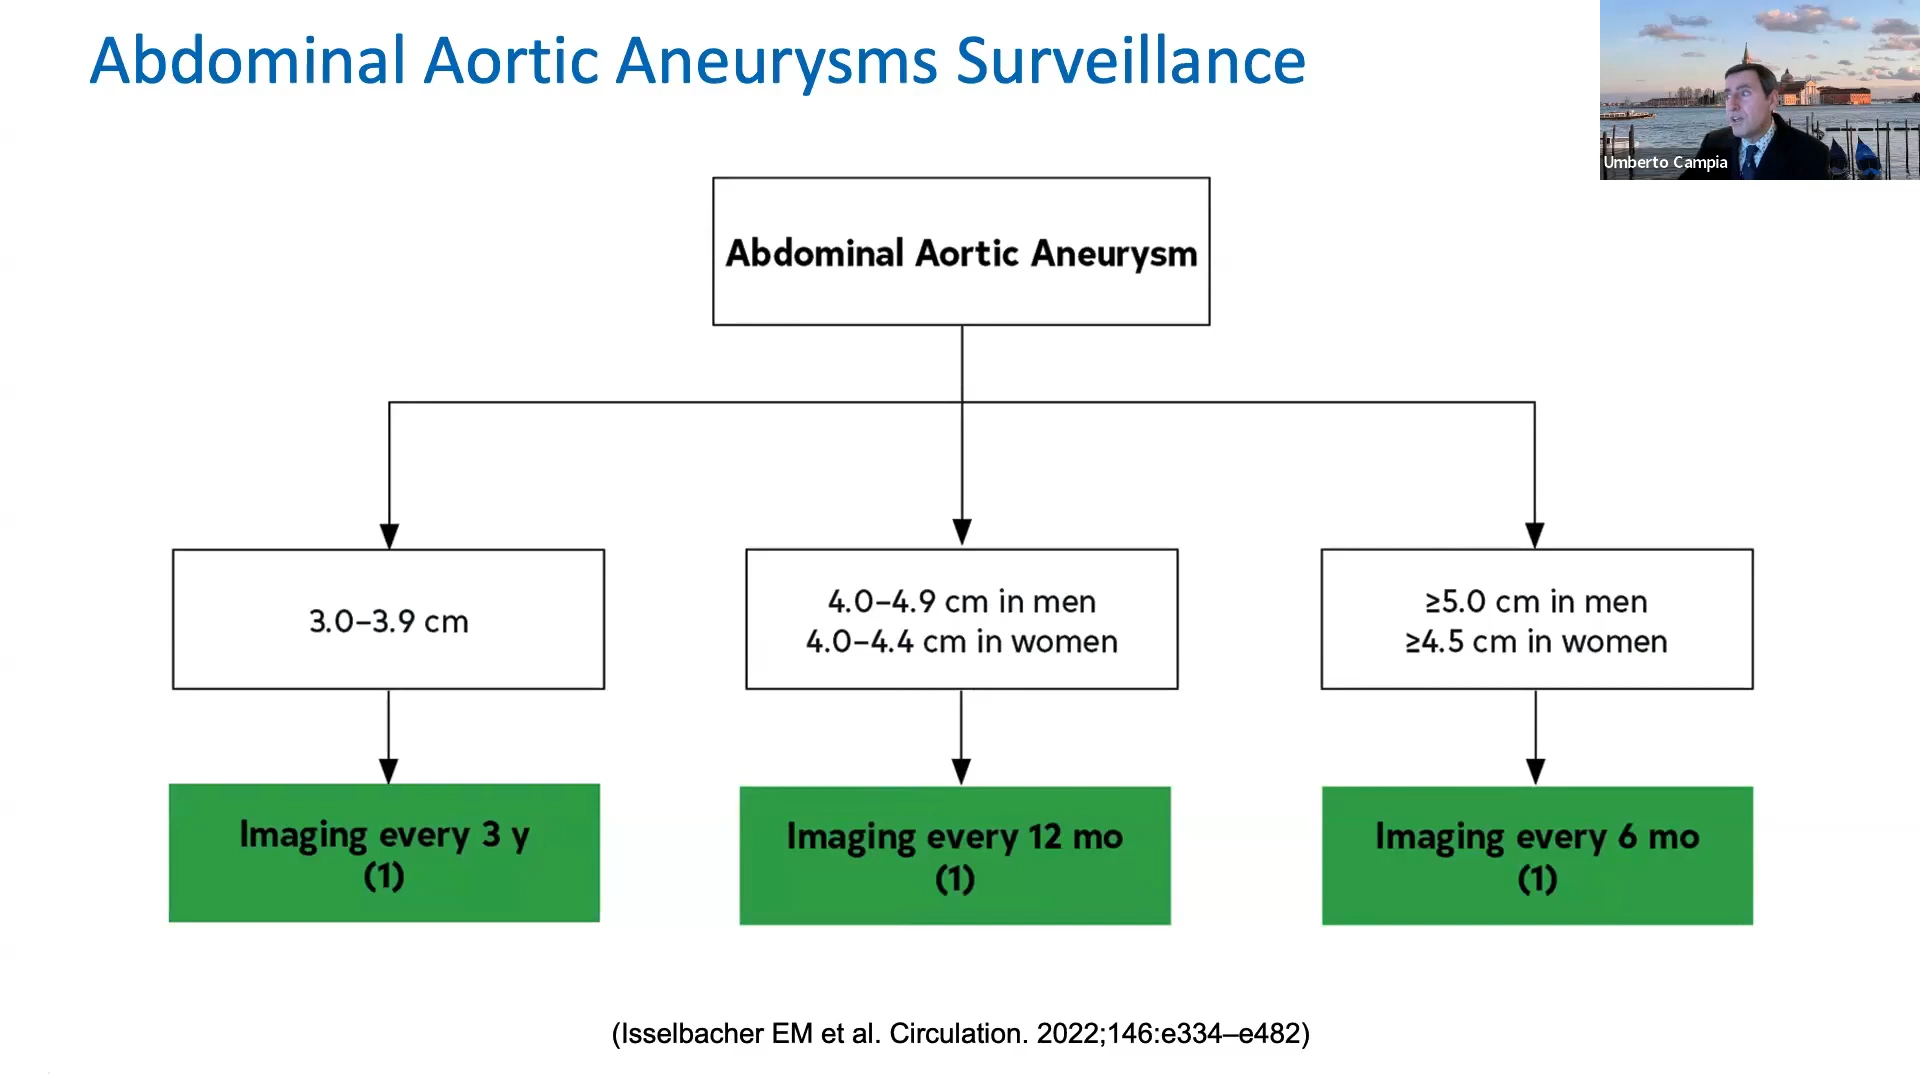 Abdominal Aortic Aneurysms Surveillance
Umberto Campia
Abdominal Aortic Aneurysm
3.0–3.9 cm
4.0–4.9 cm in men
4.0–4.4 cm in women
≥5.0 cm in men
≥4.5 cm in women
Imaging every 3 y
(1)
Imaging every 12 mo
(1)
Imaging every 6 mo
(1)
(Isselbacher EM et al. Circulation. 2022;146:e334–e482)